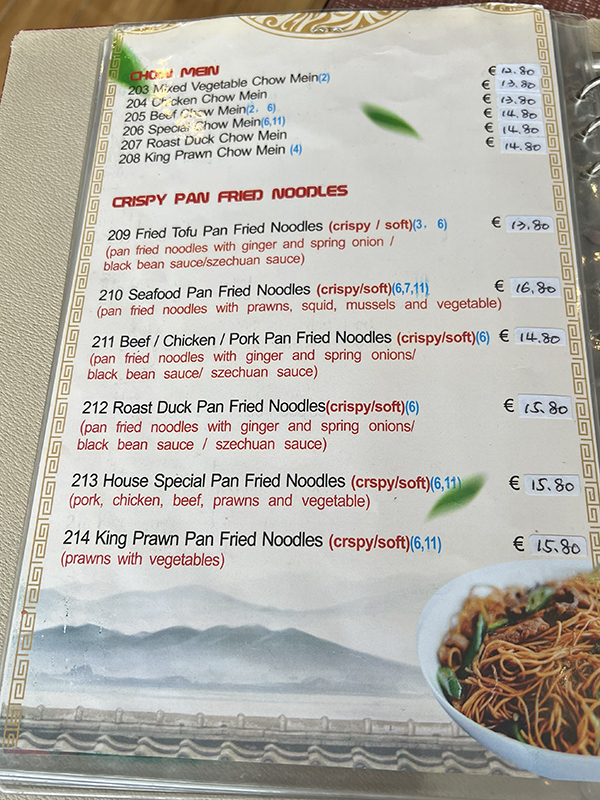 CHOW MEIN
203 Mixed Vegetable Chow Mein(2) € 12.80
204 Chicken Chow Mein € 13.80
205 Beef Chow Mein(2, 6) € 13.80
206 Special Chow Mein(6,11) € 14.80
207 Roast Duck Chow Mein € 14.80
208 King Prawn Chow Mein (4) € 14.80
CRISPY PAN FRIED NOODLES
209 Fried Tofu Pan Fried Noodles (crispy / soft)(3, 6) € 13.80
(pan fried noodles with ginger and spring onion /
black bean sauce/szechuan sauce)
210 Seafood Pan Fried Noodles (crispy/soft)(6,7,11) € 16.80
(pan fried noodles with prawns, squid, mussels and vegetable)
211 Beef / Chicken / Pork Pan Fried Noodles (crispy/soft)(6) € 14.80
(pan fried noodles with ginger and spring onions/
black bean sauce/ szechuan sauce)
212 Roast Duck Pan Fried Noodles(crispy/soft)(6) € 15.80
(pan fried noodles with ginger and spring onions/
black bean sauce / szechuan sauce)
213 House Special Pan Fried Noodles (crspy/soft)(6,11) € 15.80
(pork, chicken, beef, prawns and vegetable)
214 King Prawn Pan Fried Noodles (crspy/soft)(6,11) € 15.80
(prawns with vegetables)